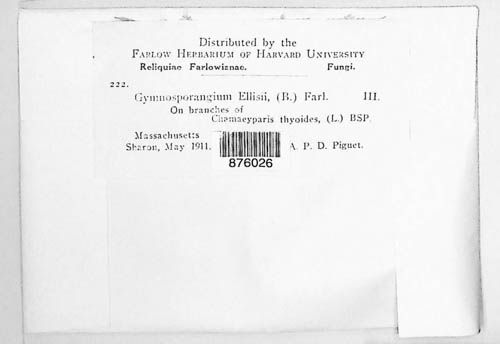 Distributed by the
FARLOW HERBARIUM OF HARVARD UNIVERSITY
Reliquiae Farlowianae. Fungi.
222.
Gymnosporangium Ellisii, (B.) Farl. III.
On branches of
Chamaecyparis thyoides, (L.) BSP.
Massachusetts
Sharon, May 1911. A. P. D. Piguet.
876026